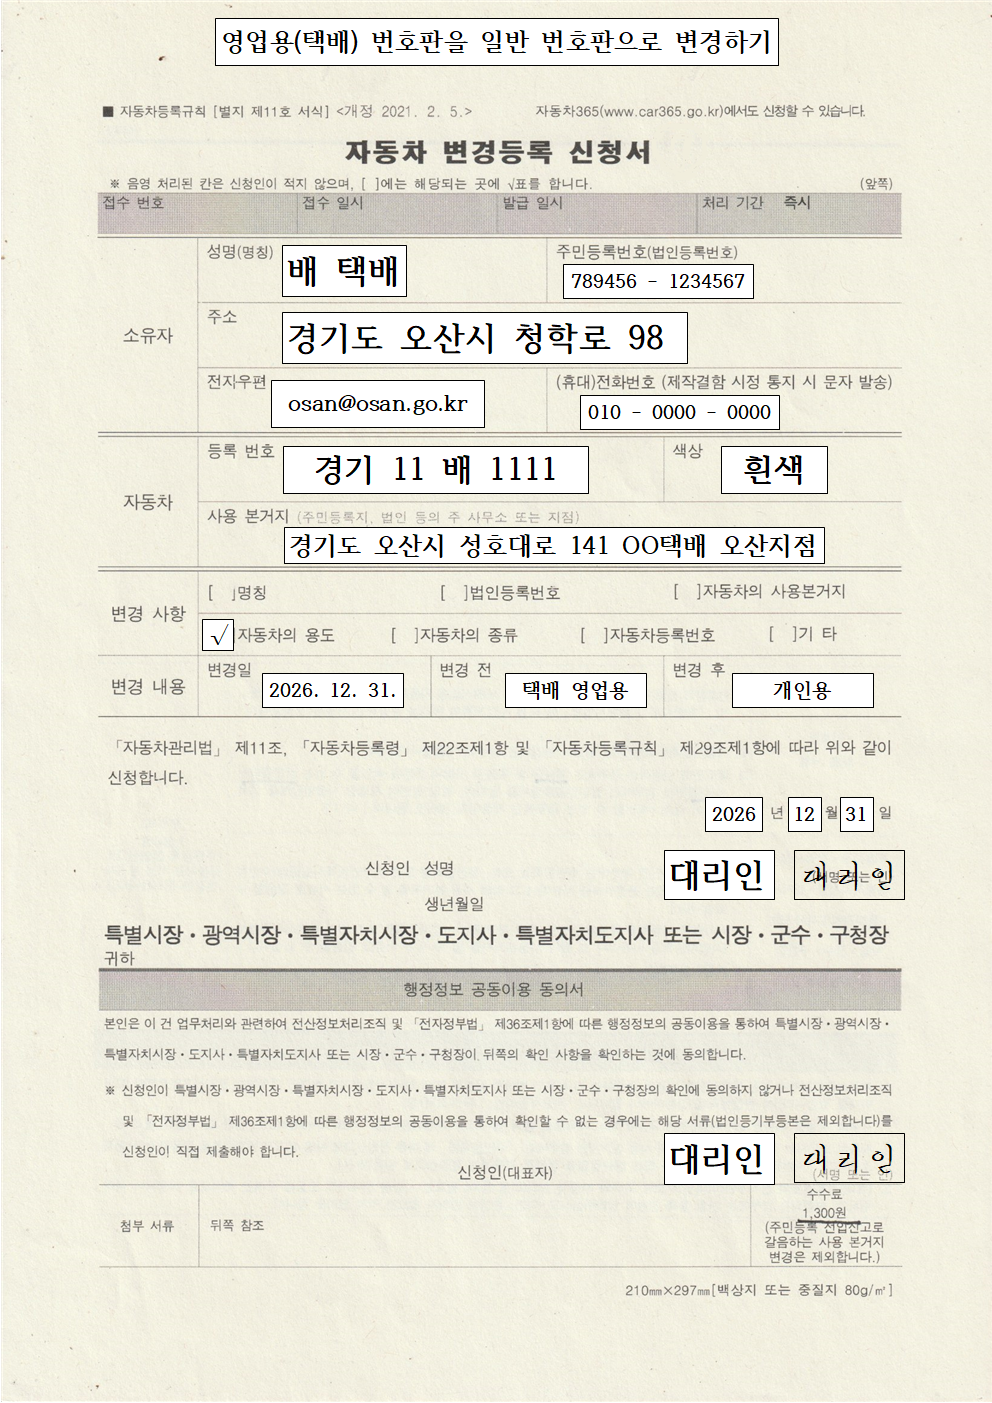 영업용(택배) 번호판을 일반 번호판으로 변경하기
■ 자동차등록규칙 [별지 제11호 서식] <개정 2021. 2. 5.> 자동차365(www.car365.go.kr)에서도 신청할 수 있습니다.
자동차 변경등록 신청서
※ 음영 처리된 칸은 신청인이 적지 않으며, [ ]에는 해당되는 곳에 √표를 합니다. (앞쪽)
접수 번호 접수 일시 발급 일시 처리 기간 즉시
소유자
성명(명칭) 배 택배
주민등록번호(법인등록번호)
789456 - 1234567
주소
경기도 오산시 청학로 98
전자우편
osan@osan.go.kr
(휴대)전화번호 (제작결함 시정 통지 시 문자 발송)
010 - 0000 - 0000
자동차
등록 번호 경기 11 배 1111
색상 흰색
사용 본거지 (주민등록지, 법인 등의 주 사무소 또는 지점)
경기도 오산시 성호대로 141 OO택배 오산지점
변경 사항
[ ]명칭 [ ]법인등록번호 [ ]자동차의 사용본거지
√ 자동차의 용도 [ ]자동차의 종류 [ ]자동차등록번호 [ ]기 타
변경 내용
변경일 2026. 12. 31.
변경 전 택배 영업용
변경 후 개인용
「자동차관리법」 제11조, 「자동차등록령」 제22조제1항 및 「자동차등록규칙」 제29조제1항에 따라 위와 같이
신청합니다.
2026 년 12 월 31 일
신청인 성명 대리인 대리일
생년월일
특별시장・광역시장・특별자치시장・도지사・특별자치도지사 또는 시장・군수・구청장
귀하
행정정보 공동이용 동의서
본인은 이 건 업무처리와 관련하여 전산정보처리조직 및 「전자정부법」 제36조제1항에 따른 행정정보의 공동이용을 통하여 특별시장・광역시장・
특별자치시장・도지사・특별자치도지사 또는 시장・군수・구청장이 뒤쪽의 확인 사항을 확인하는 것에 동의합니다.
※ 신청인이 특별시장・광역시장・특별자치시장・도지사・특별자치도지사 또는 시장・군수・구청장의 확인에 동의하지 않거나 전산정보처리조직
및 「전자정부법」 제36조제1항에 따른 행정정보의 공동이용을 통하여 확인할 수 없는 경우에는 해당 서류(법인등기부등본은 제외합니다)를
신청인이 직접 제출해야 합니다.
신청인(대표자) 대리인 대리일
(서명 또는 인)
첨부 서류 뒤쪽 참조
수수료
1,300원
(주민등록 전입신고로
갈음하는 사용 본거지
변경은 제외합니다.)
210㎜×297㎜[백상지 또는 중질지 80g/㎡]